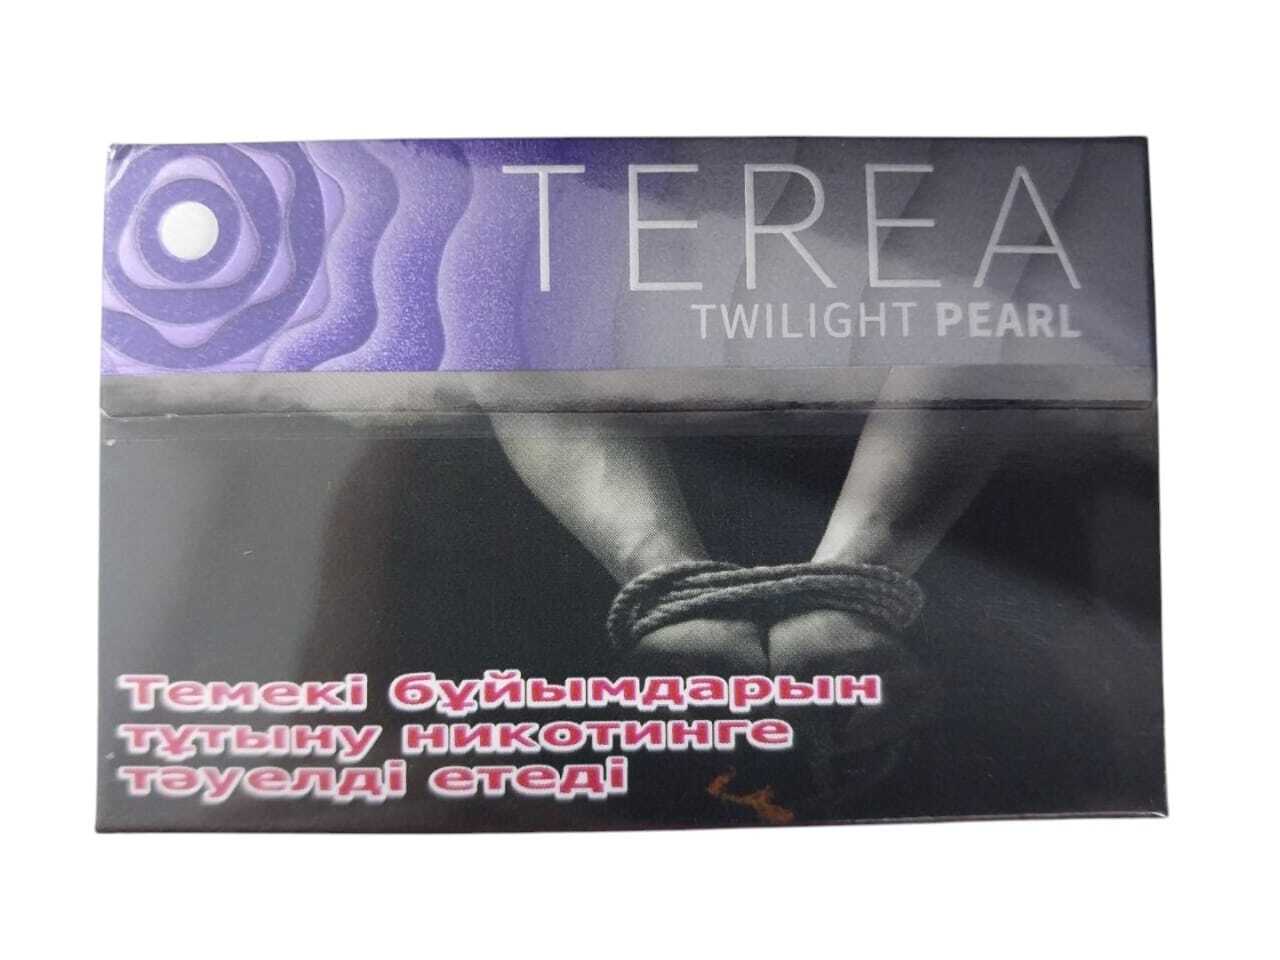 TEREA
TWILIGHT PEARL
Темекі бұйымдарын
тұтыну никотинге
тәуелді етеді